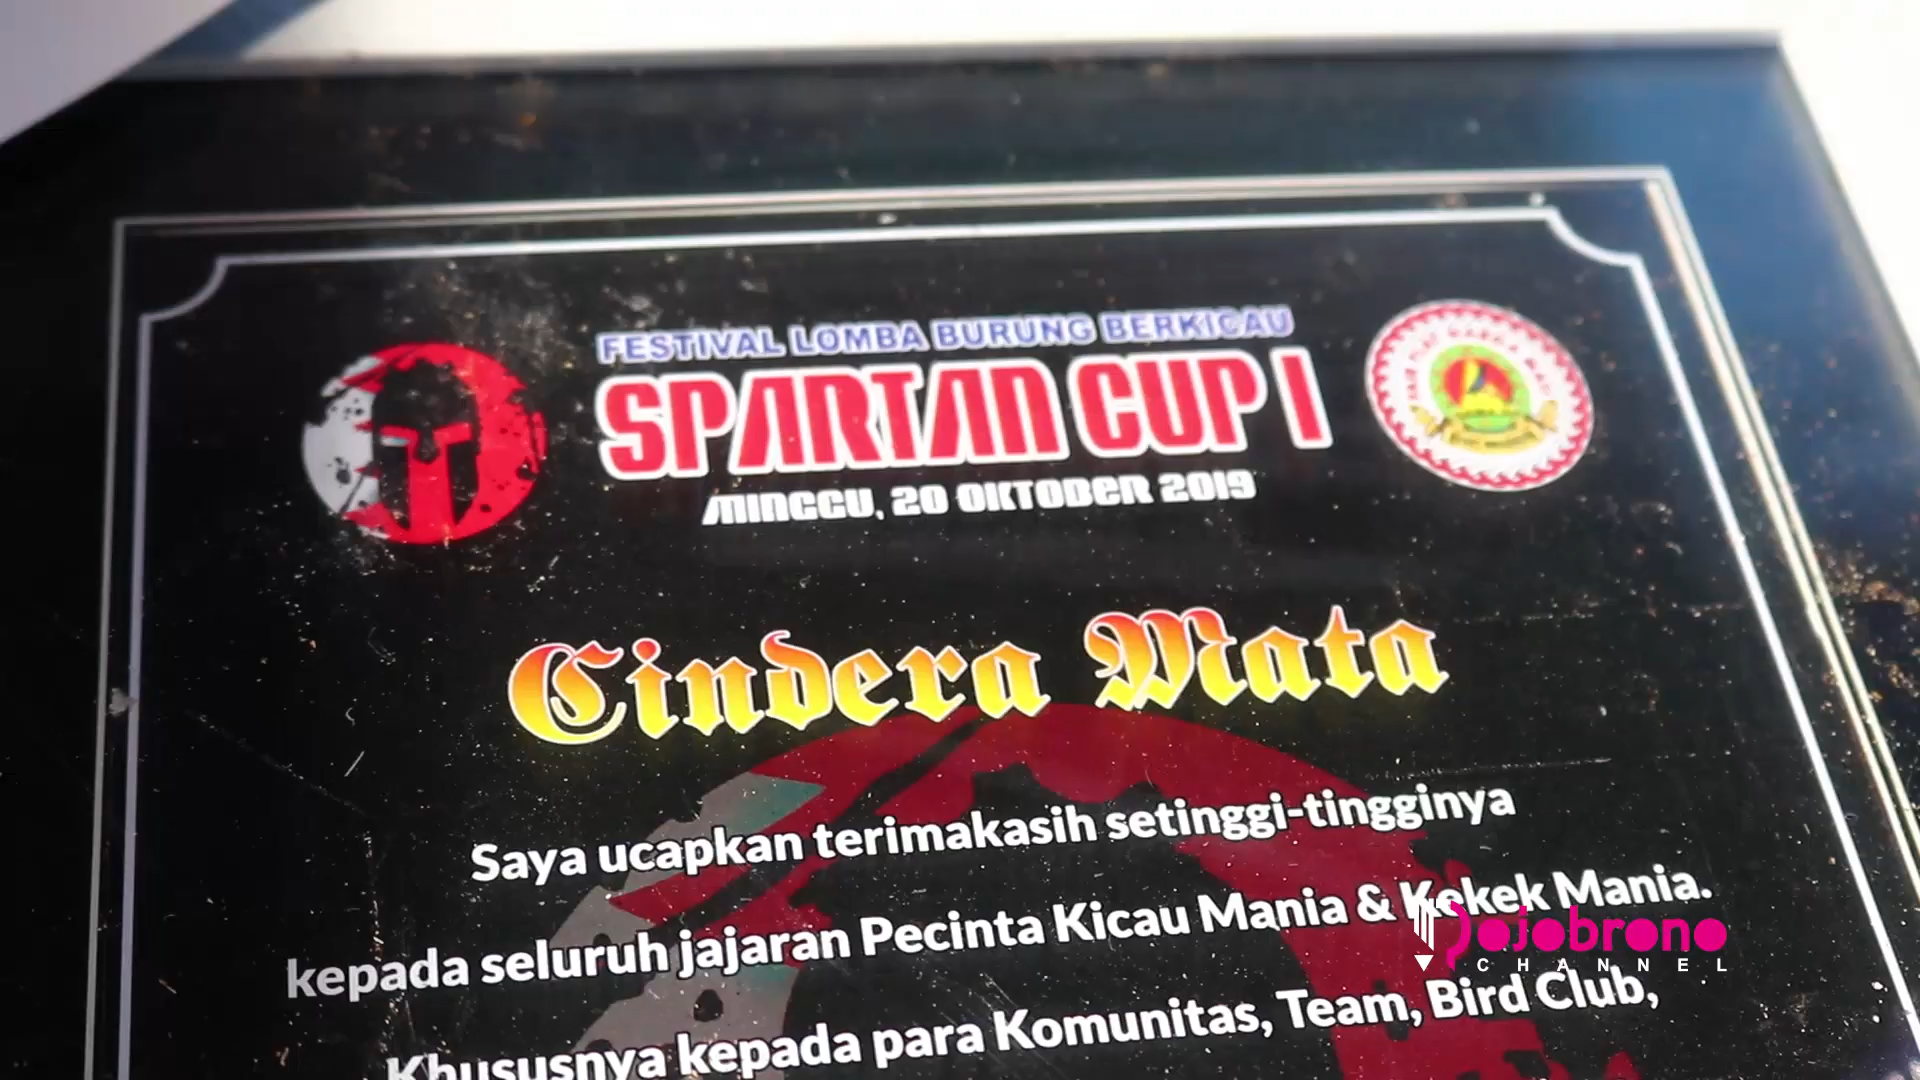 FESTIVAL LOMBA BURUNG BERKICAU
SPARTAN CUP I
MINGGU, 20 OKTOBER 2019
Cindera Mata
Saya ucapkan terimakasih setinggi-tingginya
kepada seluruh jajaran Pecinta Kicau Mania & Kekek Mania.
Khususnya kepada para Komunitas, Team, Bird Club,
Pojobrono
CHANNEL